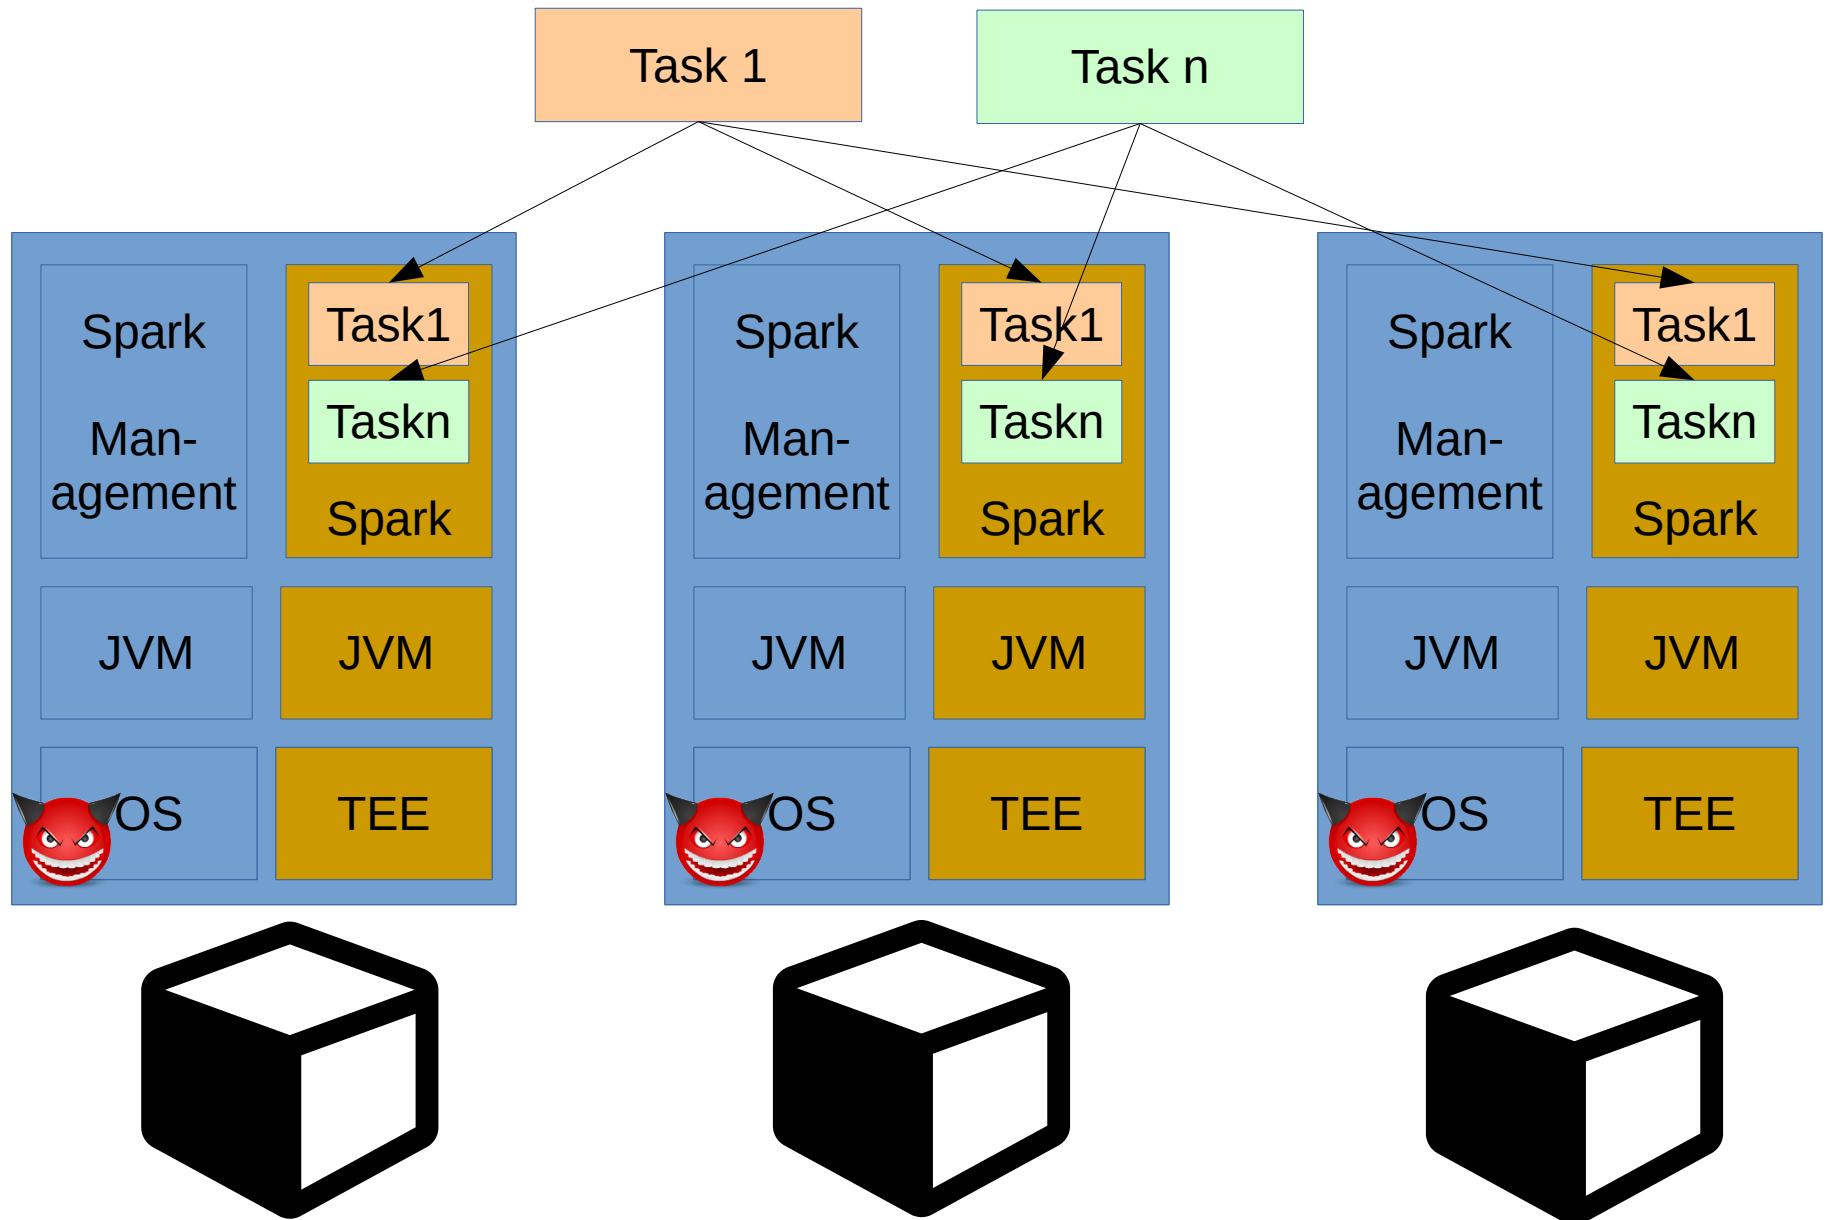 Task 1
Task n
Spark
Man-
agement
Task1
Taskn
Spark
JVM
JVM
OS
TEE
Spark
Man-
agement
Task1
Taskn
Spark
JVM
JVM
OS
TEE
Spark
Man-
agement
Task1
Taskn
Spark
JVM
JVM
OS
TEE